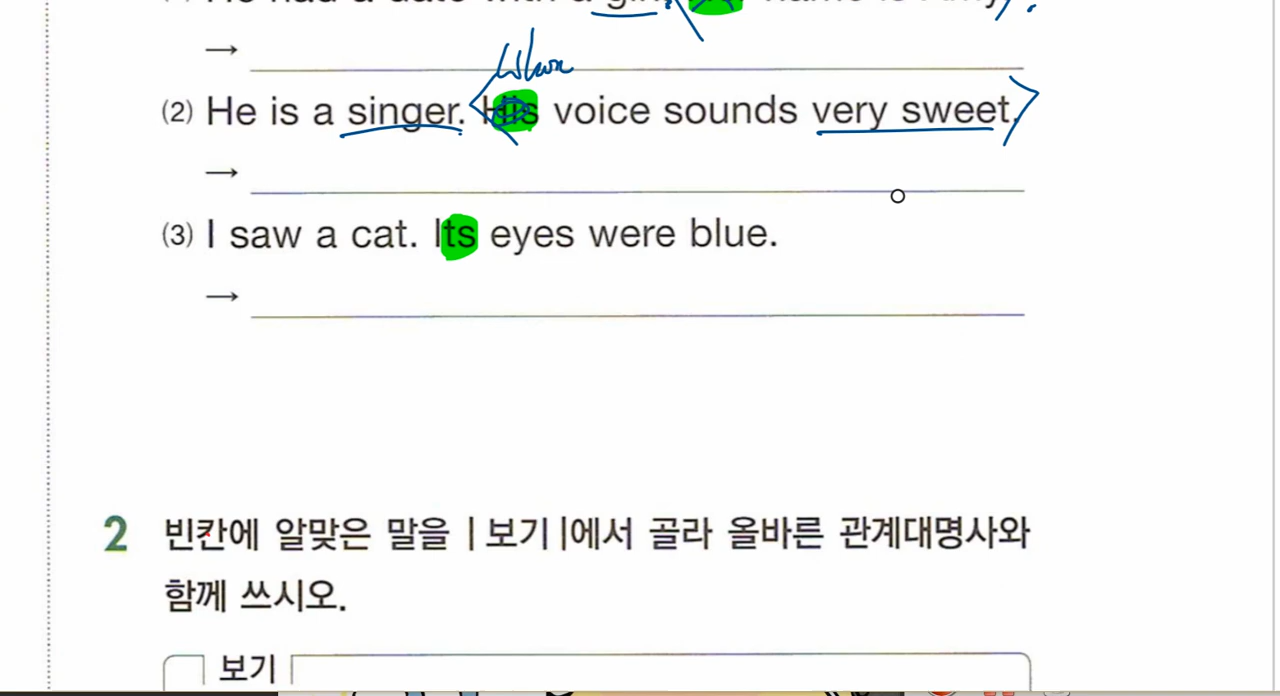 →
(2) He is a singer. His voice sounds very sweet.
→
(3) I saw a cat. Its eyes were blue.
→
2 빈칸에 알맞은 말을 | 보기 |에서 골라 올바른 관계대명사와
함께 쓰시오.
보기